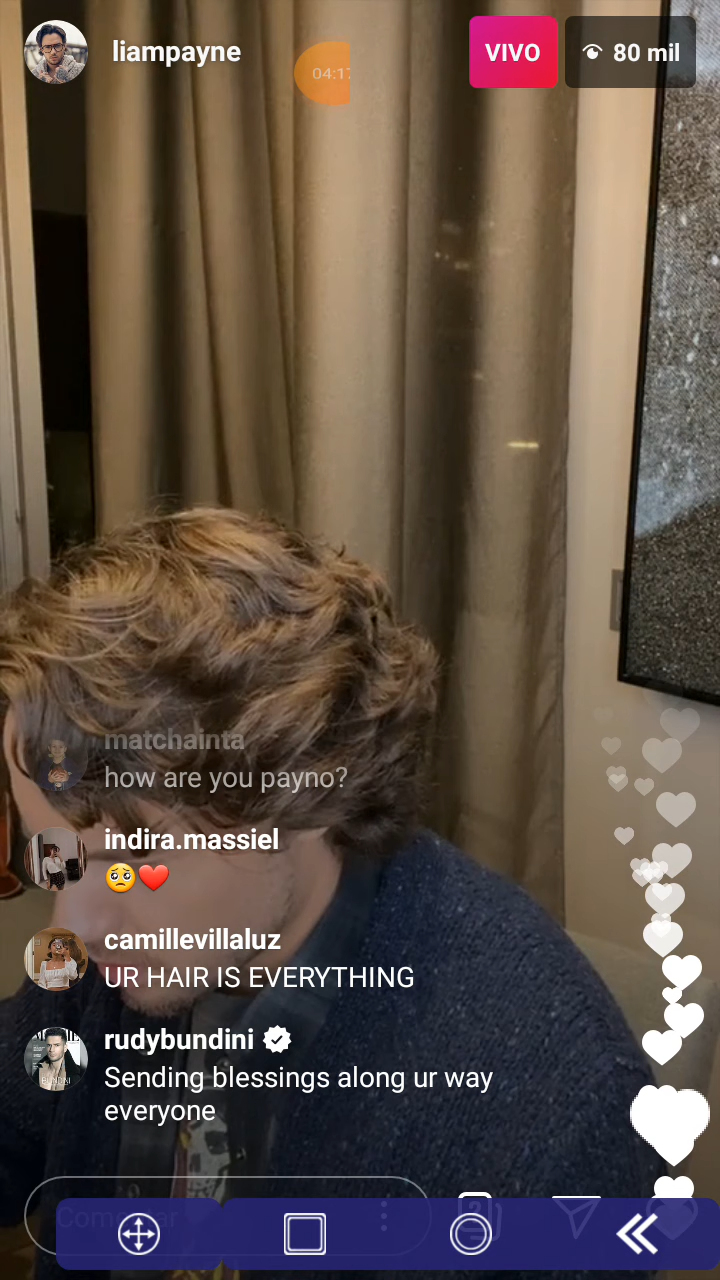 liampayne
04:17
VIVO
80 mil
matchainta
how are you payno?
indira.massiel
🥺❤️
camillevillaluz
UR HAIR IS EVERYTHING
rudybundini
Sending blessings along ur way
everyone